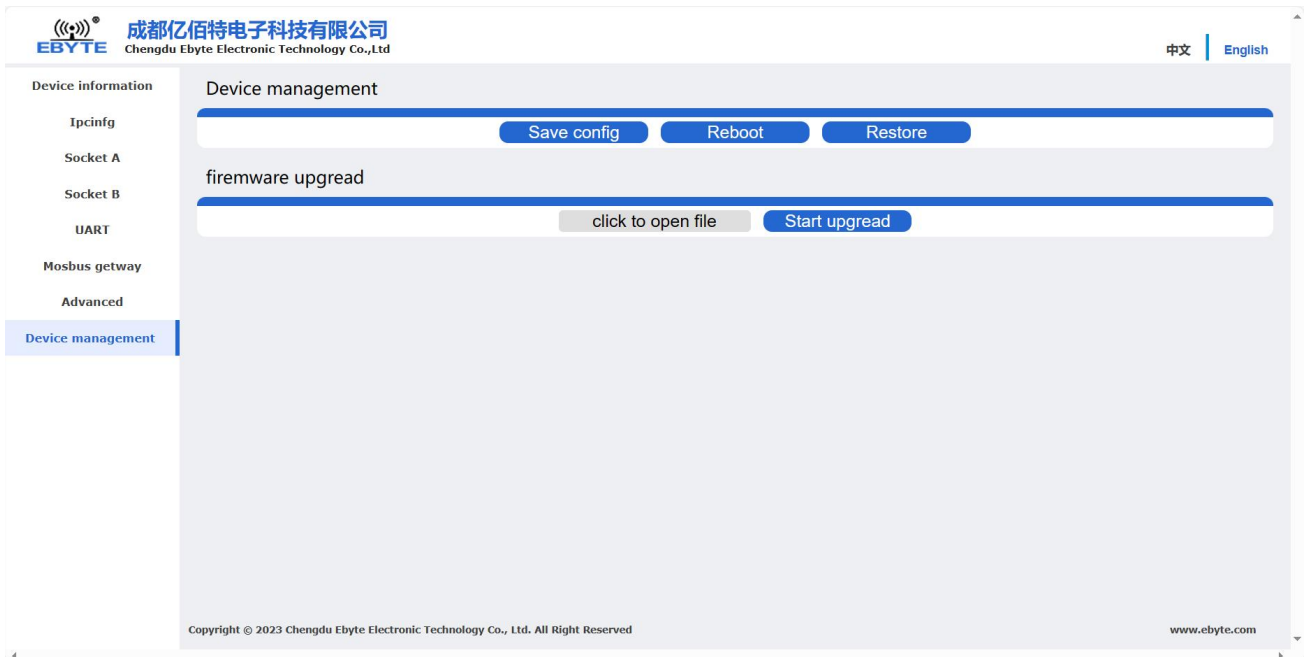 EBYTE ®
成都亿佰特电子科技有限公司
Chengdu Ebyte Electronic Technology Co.,Ltd
中文 English
Device information
Ipcinfg
Socket A
Socket B
UART
Mosbus getway
Advanced
Device management
Device management
Save config Reboot Restore
firemware upgread
click to open file Start upgread
Copyright © 2023 Chengdu Ebyte Electronic Technology Co., Ltd. All Right Reserved
www.ebyte.com